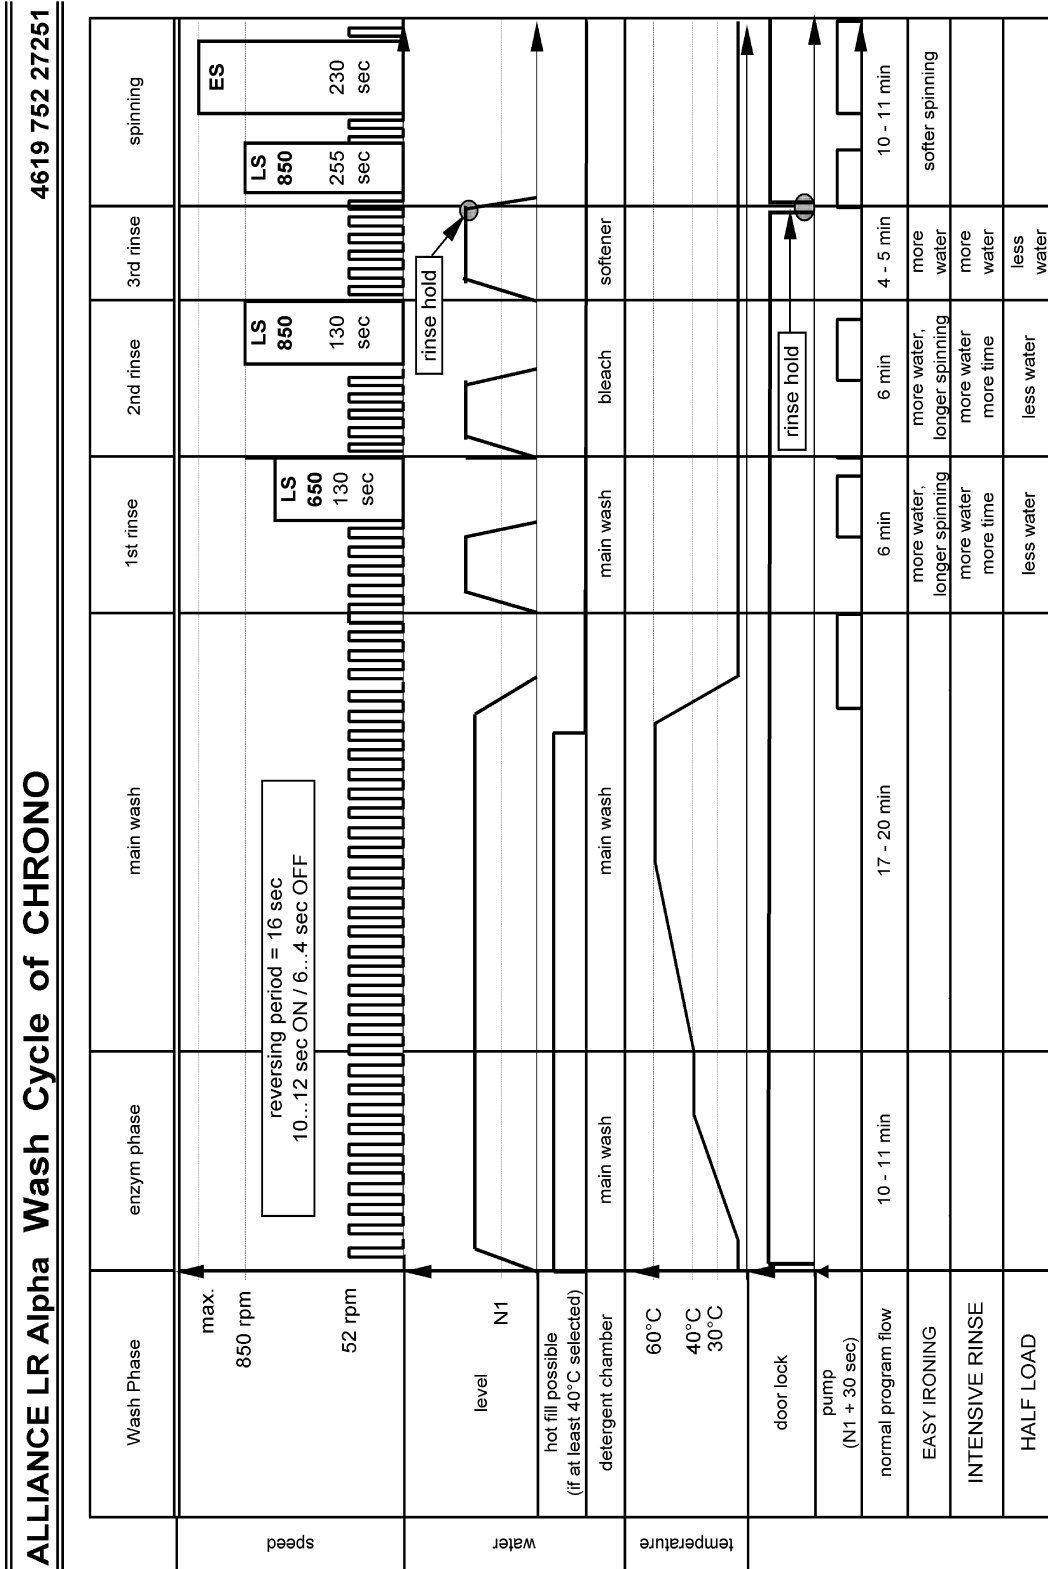 ALLIANCE LR Alpha Wash Cycle of CHRONO 4619 752 27251
Wash Phase
enzym phase
main wash
1st rinse
2nd rinse
3rd rinse
spinning
speed
max.
850 rpm
52 rpm
reversing period = 16 sec
10...12 sec ON / 6...4 sec OFF
LS
650
130
sec
LS
850
130
sec
LS
850
255
sec
ES
230
sec
water
level
N1
rinse hold
hot fill possible
(if at least 40°C selected)
detergent chamber
main wash
main wash
main wash
bleach
softener
temperature
60°C
40°C
30°C
door lock
rinse hold
pump
(N1 + 30 sec)
normal program flow
10 - 11 min
17 - 20 min
6 min
6 min
4 - 5 min
10 - 11 min
EASY IRONING
more water,
longer spinning
more water,
longer spinning
more
water
softer spinning
INTENSIVE RINSE
more water
more time
more water
more time
more
water
HALF LOAD
less water
less water
less
water